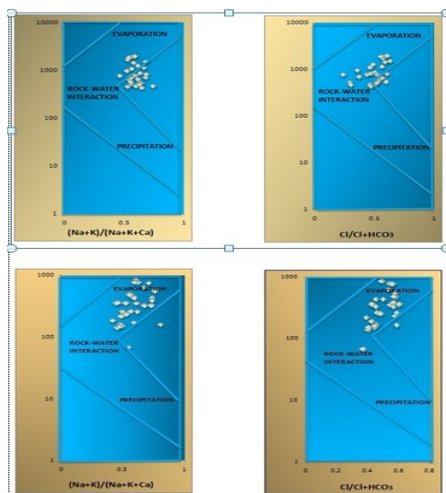 10000
EVAPORATION
1000
ROCK-WATER
INTERACTION
100
PRECIPITATION
10
1
0
0.5
1
(Na+K)/(Na+K+Ca)
10000
EVAPORATION
1000
ROCK-WATER
INTERACTION
100
PRECIPITATION
10
1
0
0.5
1
Cl/Cl+HCO3
1000
EVAPORATION
100
ROCK-WATER
INTERACTION
10
PRECIPITATION
1
0
0.5
1
(Na+K)/(Na+K+Ca)
1000
EVAPORATION
100
ROCK-WATER
INTERACTION
10
PRECIPITATION
1
0
0.2
0.4
0.6
0.8
Cl/Cl+HCO3